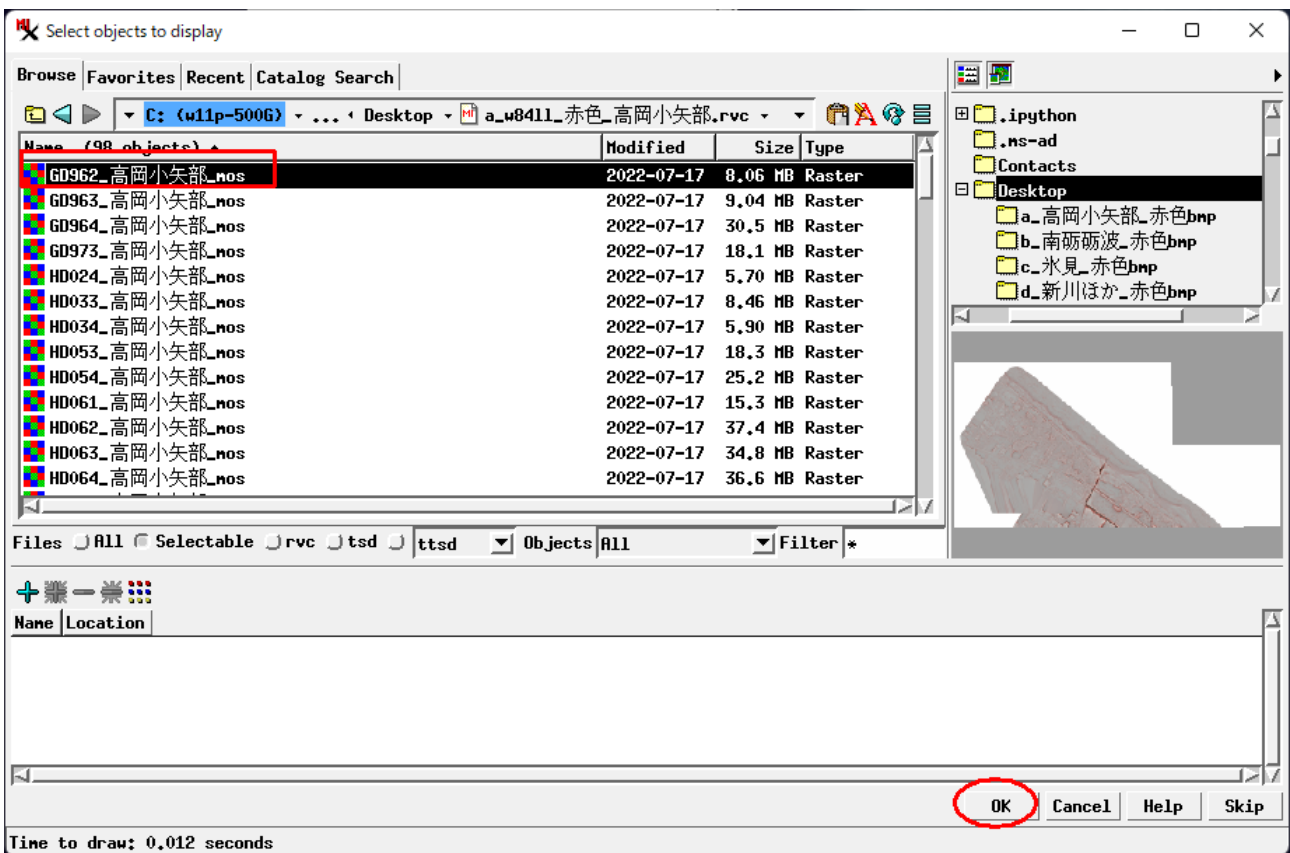 Select objects to display
Browse Favorites Recent Catalog Search
C: (w11p-500G) ... Desktop a_w84ll_赤色_高岡小矢部.rvc
Name (98 objects) Modified Size Type
GD962_高岡小矢部_mos 2022-07-17 8.06 MB Raster
GD963_高岡小矢部_mos 2022-07-17 9.04 MB Raster
GD964_高岡小矢部_mos 2022-07-17 30.5 MB Raster
GD973_高岡小矢部_mos 2022-07-17 18.1 MB Raster
HD024_高岡小矢部_mos 2022-07-17 5.70 MB Raster
HD033_高岡小矢部_mos 2022-07-17 8.46 MB Raster
HD034_高岡小矢部_mos 2022-07-17 5.90 MB Raster
HD053_高岡小矢部_mos 2022-07-17 18.3 MB Raster
HD054_高岡小矢部_mos 2022-07-17 25.2 MB Raster
HD061_高岡小矢部_mos 2022-07-17 15.3 MB Raster
HD062_高岡小矢部_mos 2022-07-17 37.4 MB Raster
HD063_高岡小矢部_mos 2022-07-17 34.8 MB Raster
HD064_高岡小矢部_mos 2022-07-17 36.6 MB Raster
Files All Selectable rvc tsd ttsd Objects All Filter *
.ipython
.ms-ad
Contacts
Desktop
a_高岡小矢部_赤色bmp
b_南砺砺波_赤色bmp
c_氷見_赤色bmp
d_新川ほか_赤色bmp
Name Location
OK Cancel Help Skip
Time to draw: 0.012 seconds